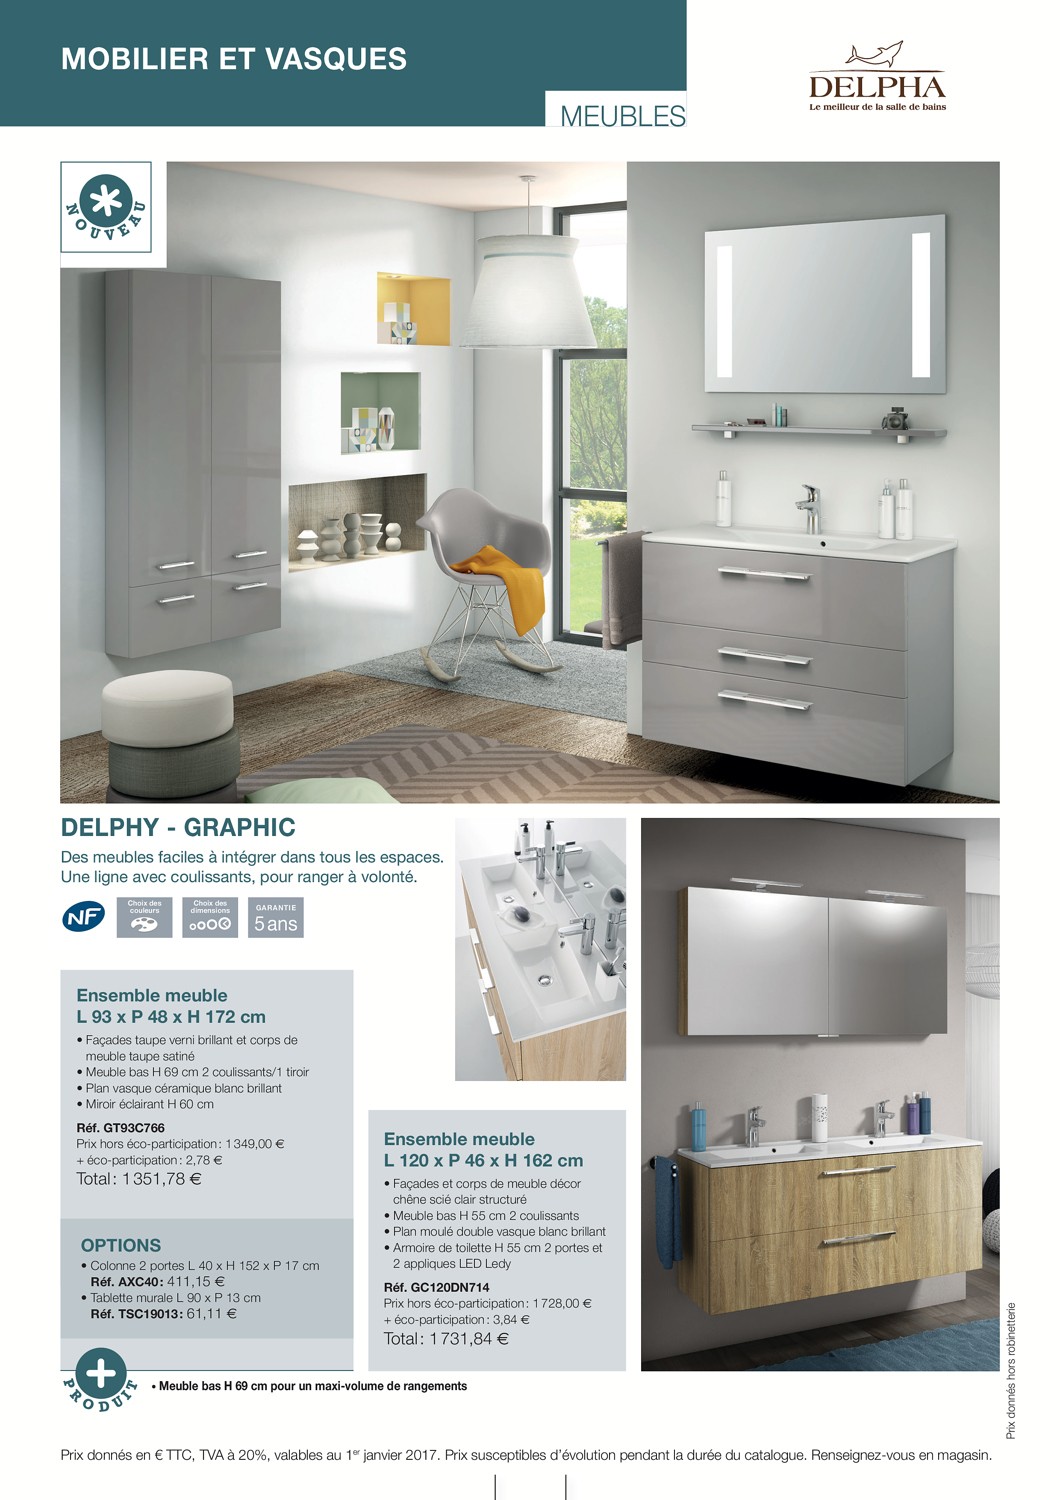 MOBILIER ET VASQUES
MEUBLES
DELPHA
Le meilleur de la salle de bains
NOUVEAU
DELPHY - GRAPHIC
Des meubles faciles à intégrer dans tous les espaces.
Une ligne avec coulissants, pour ranger à volonté.
NF
Choix des
couleurs
Choix des
dimensions
GARANTIE
5 ans
Ensemble meuble
L 93 x P 48 x H 172 cm
• Façades taupe verni brillant et corps de
meuble taupe satiné
• Meuble bas H 69 cm 2 coulissants/1 tiroir
• Plan vasque céramique blanc brillant
• Miroir éclairant H 60 cm
Réf. GT93C766
Prix hors éco-participation : 1 349,00 €
+ éco-participation : 2,78 €
Total : 1 351,78 €
OPTIONS
• Colonne 2 portes L 40 x H 152 x P 17 cm
Réf. AXC40 : 411,15 €
• Tablette murale L 90 x P 13 cm
Réf. TSC19013 : 61,11 €
Ensemble meuble
L 120 x P 46 x H 162 cm
• Façades et corps de meuble décor
chêne scié clair structuré
• Meuble bas H 55 cm 2 coulissants
• Plan moulé double vasque blanc brillant
• Armoire de toilette H 55 cm 2 portes et
2 appliques LED Ledy
Réf. GC120DN714
Prix hors éco-participation : 1 728,00 €
+ éco-participation : 3,84 €
Total : 1 731,84 €
PRODUIT
• Meuble bas H 69 cm pour un maxi-volume de rangements
Prix donnés hors robinetterie
Prix donnés en € TTC, TVA à 20%, valables au 1er janvier 2017. Prix susceptibles d'évolution pendant la durée du catalogue. Renseignez-vous en magasin.